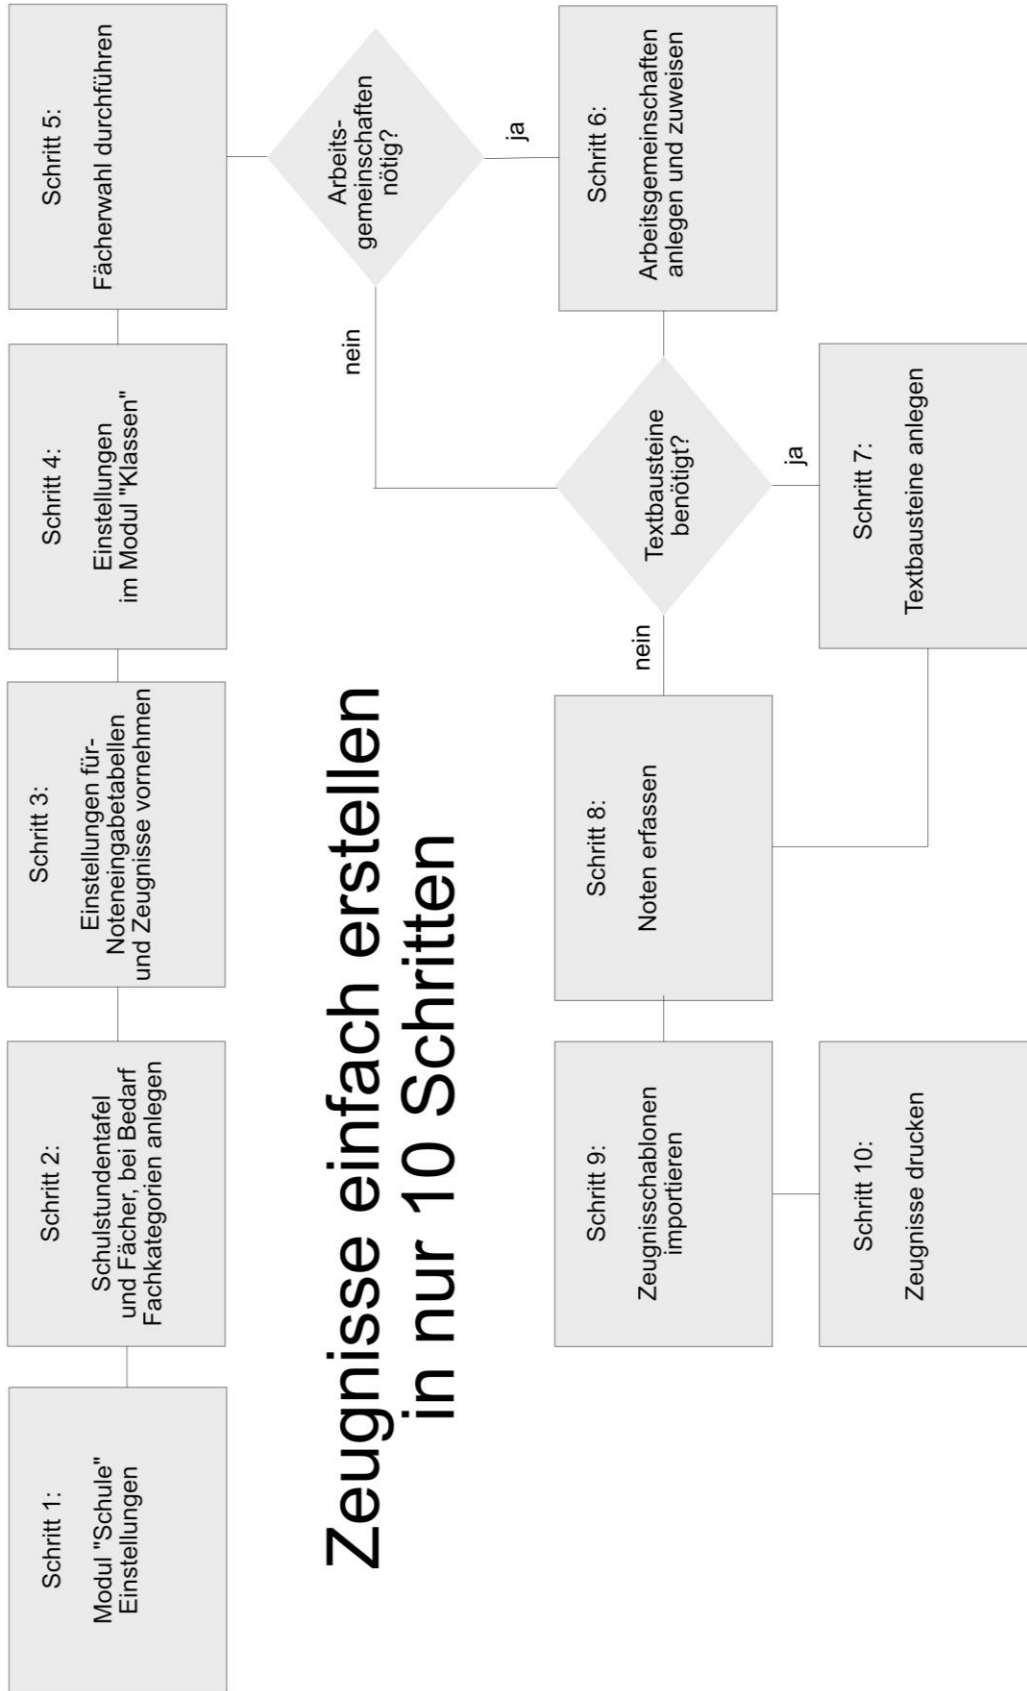 Schritt 1:
Modul "Schule"
Einstellungen
Schritt 2:
Schulstundentafel
und Fächer, bei Bedarf
Fachkategorien anlegen
Schritt 3:
Einstellungen für-
Noteneingabetabellen
und Zeugnisse vornehmen
Schritt 4:
Einstellungen
im Modul "Klassen"
Schritt 5:
Fächerwahl durchführen
Zeugnisse einfach erstellen
in nur 10 Schritten
Arbeits-
gemeinschaften
nötig?
nein
ja
Schritt 6:
Arbeitsgemeinschaften
anlegen und zuweisen
Textbausteine
benötigt?
nein
ja
Schritt 7:
Textbausteine anlegen
Schritt 8:
Noten erfassen
Schritt 9:
Zeugnisschablonen
importieren
Schritt 10:
Zeugnisse drucken